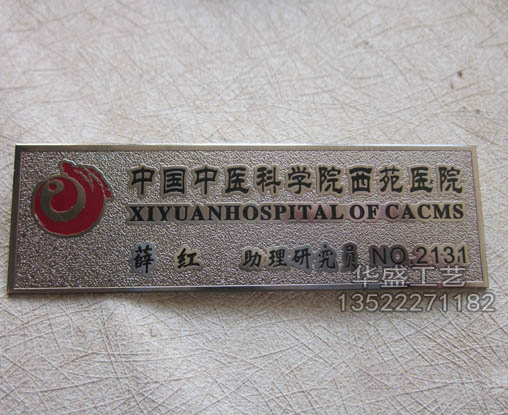 中国中医科学院西苑医院
XIYUANHOSPITAL OF CACMS
薛 红 助理研究员 NO.2131
华盛工艺
13522271182